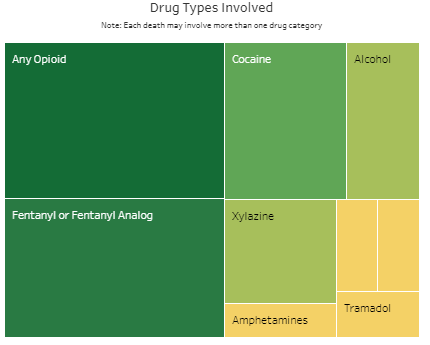 Drug Types Involved
Note: Each death may involve more than one drug category
Any Opioid
Cocaine
Alcohol
Fentanyl or Fentanyl Analog
Xylazine
Amphetamines
Tramadol